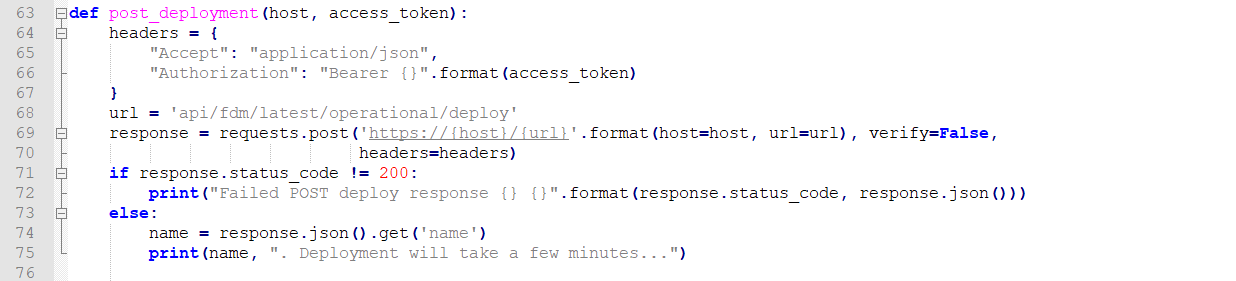 63 def post_deployment(host, access_token):
64     headers = {
65         "Accept": "application/json",
66         "Authorization": "Bearer {}".format(access_token)
67     }
68     url = 'api/fdm/latest/operational/deploy'
69     response = requests.post('https://{host}/{url}'.format(host=host, url=url), verify=False,
70                              headers=headers)
71     if response.status_code != 200:
72         print("Failed POST deploy response {} {}".format(response.status_code, response.json()))
73     else:
74         name = response.json().get('name')
75         print(name, ". Deployment will take a few minutes...")
76